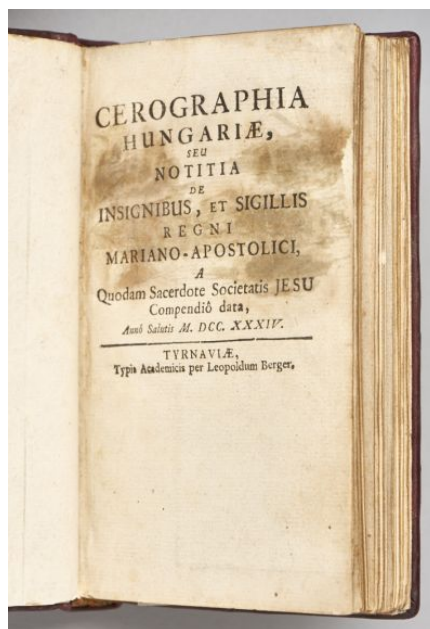 CEROGRAPHIA
HUNGARIÆ,
SEU
NOTITIA
DE
INSIGNIBUS, ET SIGILLIS
REGNI
MARIANO-APOSTOLICI,
A
Quodam Sacerdote Societatis JESU
Compendiô data,
Annô Salutis M. DCC. XXXIV.
TYRNAVIÆ,
Typis Academicis per Leopoldum Berger.